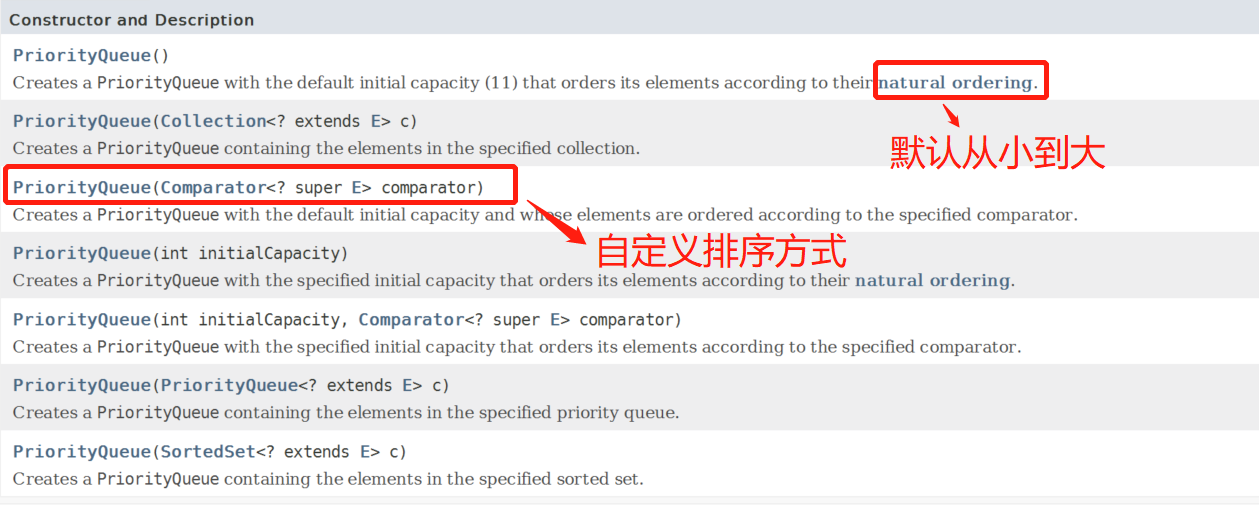 Constructor and Description
PriorityQueue()
Creates a PriorityQueue with the default initial capacity (11) that orders its elements according to their natural ordering.
PriorityQueue(Collection<? extends E> c)
默认从小到大
Creates a PriorityQueue containing the elements in the specified collection.
PriorityQueue(Comparator<? super E> comparator)
Creates a PriorityQueue with the default initial capacity and whose elements are ordered according to the specified comparator.
自定义排序方式
PriorityQueue(int initialCapacity)
Creates a PriorityQueue with the specified initial capacity that orders its elements according to their natural ordering.
PriorityQueue(int initialCapacity, Comparator<? super E> comparator)
Creates a PriorityQueue with the specified initial capacity that orders its elements according to the specified comparator.
PriorityQueue(PriorityQueue<? extends E> c)
Creates a PriorityQueue containing the elements in the specified priority queue.
PriorityQueue(SortedSet<? extends E> c)
Creates a PriorityQueue containing the elements in the specified sorted set.